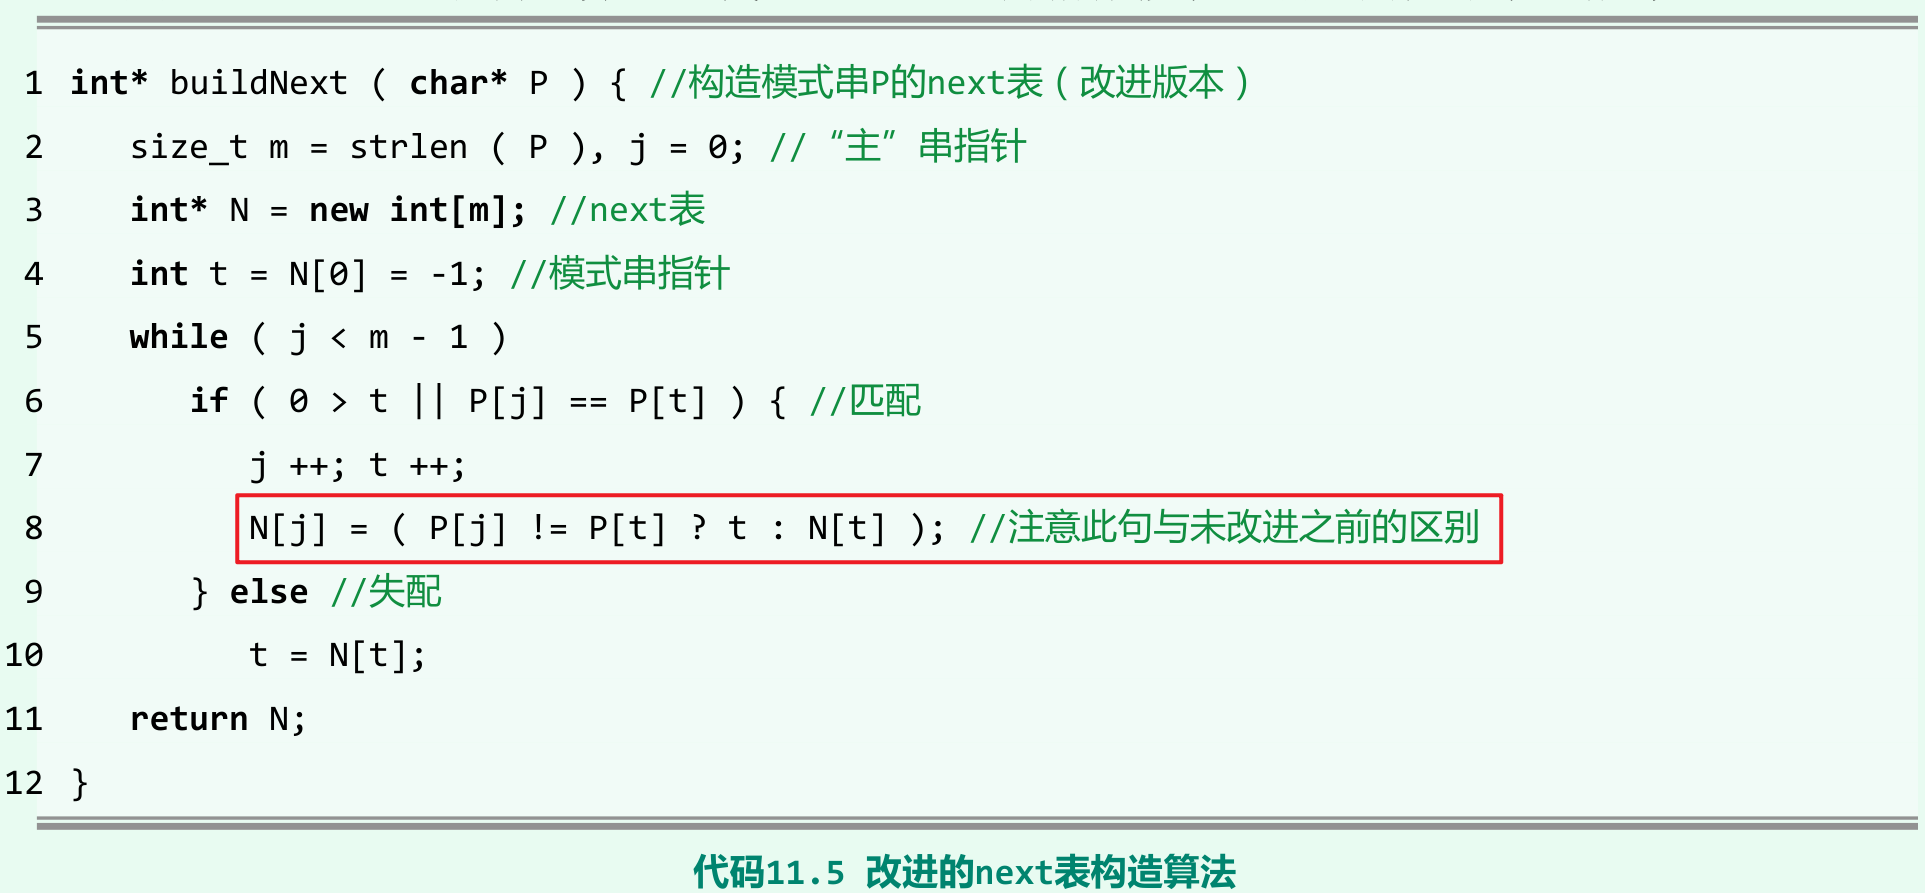 1 int* buildNext ( char* P ) { //构造模式串P的next表（改进版本）
2 size_t m = strlen ( P ), j = 0; //“主”串指针
3 int* N = new int[m]; //next表
4 int t = N[0] = -1; //模式串指针
5 while ( j < m - 1 )
6 if ( 0 > t || P[j] == P[t] ) { //匹配
7 j ++; t ++;
8 N[j] = ( P[j] != P[t] ? t : N[t] ); //注意此句与未改进之前的区别
9 } else //失配
10 t = N[t];
11 return N;
12 }
代码11.5 改进的next表构造算法